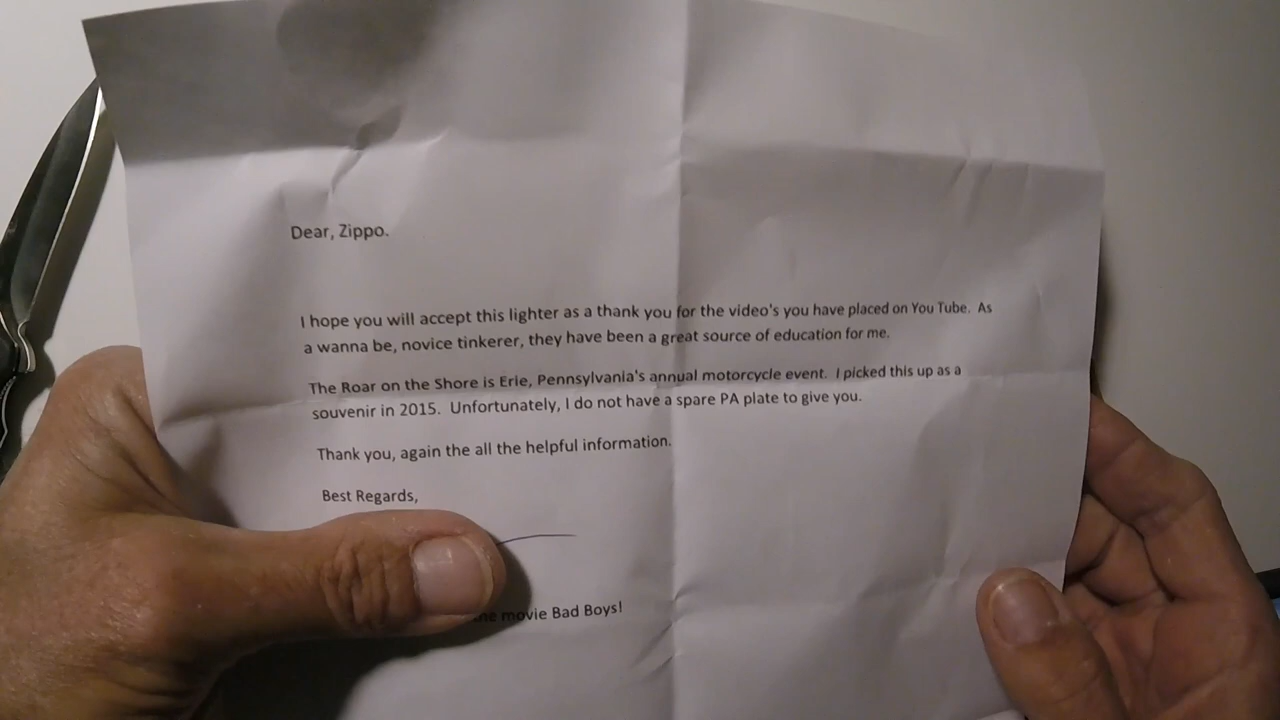 Dear, Zippo.
I hope you will accept this lighter as a thank you for the video's you have placed on You Tube. As
a wanna be, novice tinkerer, they have been a great source of education for me.
The Roar on the Shore is Erie, Pennsylvania's annual motorcycle event. I picked this up as a
souvenir in 2015. Unfortunately, I do not have a spare PA plate to give you.
Thank you, again the all the helpful information.
Best Regards,
movie Bad Boys!